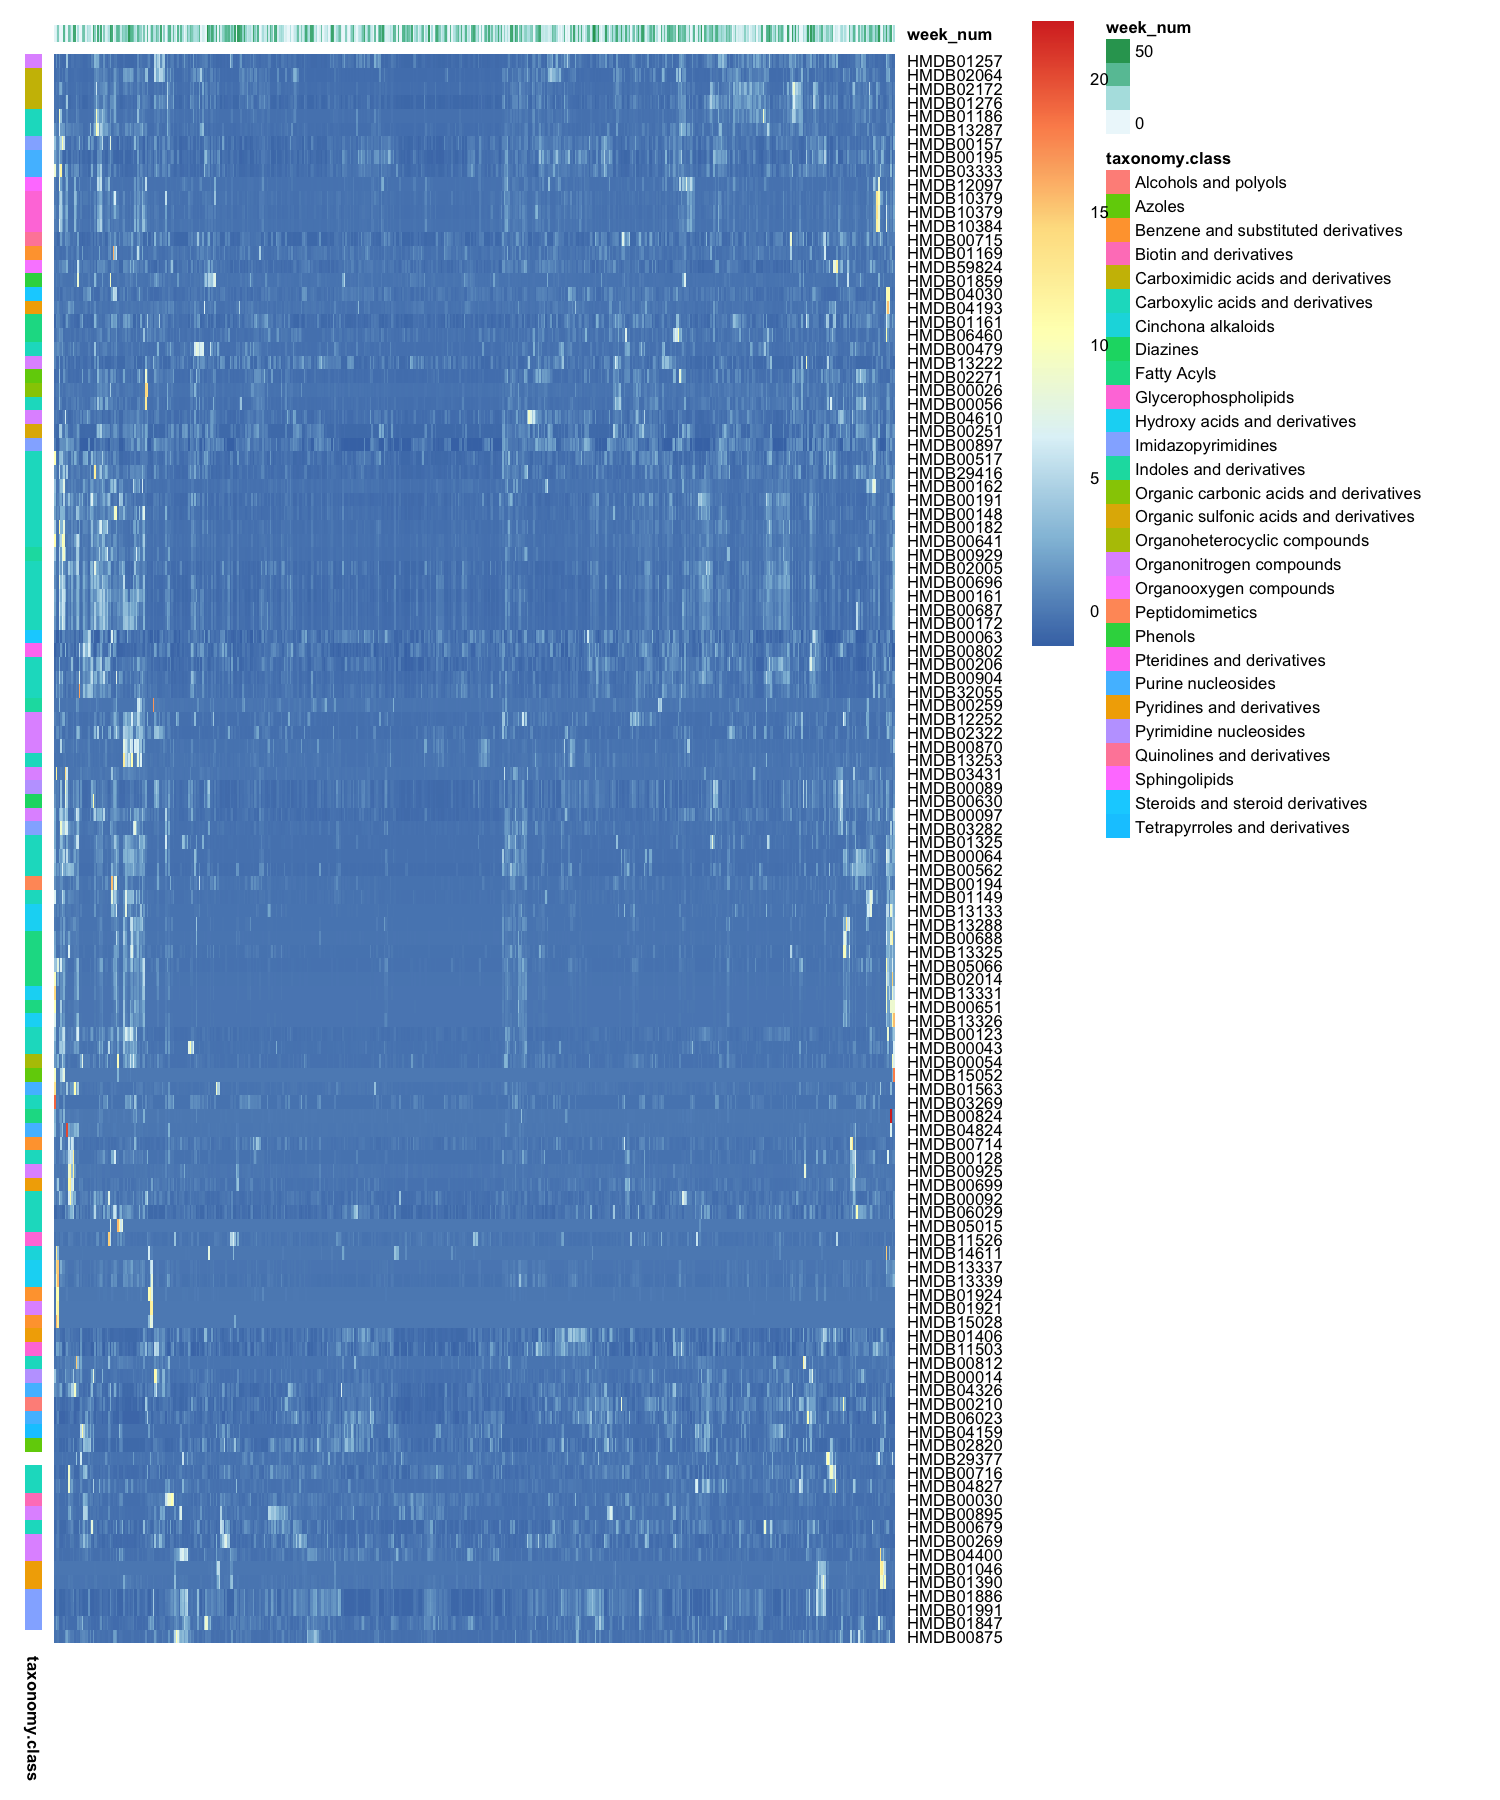 week_num
HMDB01257
HMDB02064
HMDB02172
HMDB01276
HMDB01186
HMDB13287
HMDB00157
HMDB00195
HMDB03333
HMDB12097
HMDB10379
HMDB10379
HMDB10384
HMDB00715
HMDB01169
HMDB59824
HMDB01859
HMDB04030
HMDB04193
HMDB01161
HMDB06460
HMDB00479
HMDB13222
HMDB02271
HMDB00026
HMDB00056
HMDB04610
HMDB00251
HMDB00897
HMDB00517
HMDB29416
HMDB00162
HMDB00191
HMDB00148
HMDB00182
HMDB00641
HMDB00929
HMDB02005
HMDB00696
HMDB00161
HMDB00687
HMDB00172
HMDB00063
HMDB00802
HMDB00206
HMDB00904
HMDB32055
HMDB00259
HMDB12252
HMDB02322
HMDB00870
HMDB13253
HMDB03431
HMDB00089
HMDB00630
HMDB00097
HMDB03282
HMDB01325
HMDB00064
HMDB00562
HMDB00194
HMDB01149
HMDB13133
HMDB13288
HMDB00688
HMDB13325
HMDB05066
HMDB02014
HMDB13331
HMDB00651
HMDB13326
HMDB00123
HMDB00043
HMDB00054
HMDB15052
HMDB01563
HMDB03269
HMDB00824
HMDB04824
HMDB00714
HMDB00128
HMDB00925
HMDB00699
HMDB00092
HMDB06029
HMDB05015
HMDB11526
HMDB14611
HMDB13337
HMDB13339
HMDB01924
HMDB01921
HMDB15028
HMDB01406
HMDB11503
HMDB00812
HMDB00014
HMDB04326
HMDB00210
HMDB06023
HMDB04159
HMDB02820
HMDB29377
HMDB00716
HMDB04827
HMDB00030
HMDB00895
HMDB00679
HMDB00269
HMDB04400
HMDB01046
HMDB01390
HMDB01886
HMDB01991
HMDB01847
HMDB00875
taxonomy.class
20
15
10
5
0
week_num
50
0
taxonomy.class
Alcohols and polyols
Azoles
Benzene and substituted derivatives
Biotin and derivatives
Carboximidic acids and derivatives
Carboxylic acids and derivatives
Cinchona alkaloids
Diazines
Fatty Acyls
Glycerophospholipids
Hydroxy acids and derivatives
Imidazopyrimidines
Indoles and derivatives
Organic carbonic acids and derivatives
Organic sulfonic acids and derivatives
Organoheterocyclic compounds
Organonitrogen compounds
Organooxygen compounds
Peptidomimetics
Phenols
Pteridines and derivatives
Purine nucleosides
Pyridines and derivatives
Pyrimidine nucleosides
Quinolines and derivatives
Sphingolipids
Steroids and steroid derivatives
Tetrapyrroles and derivatives